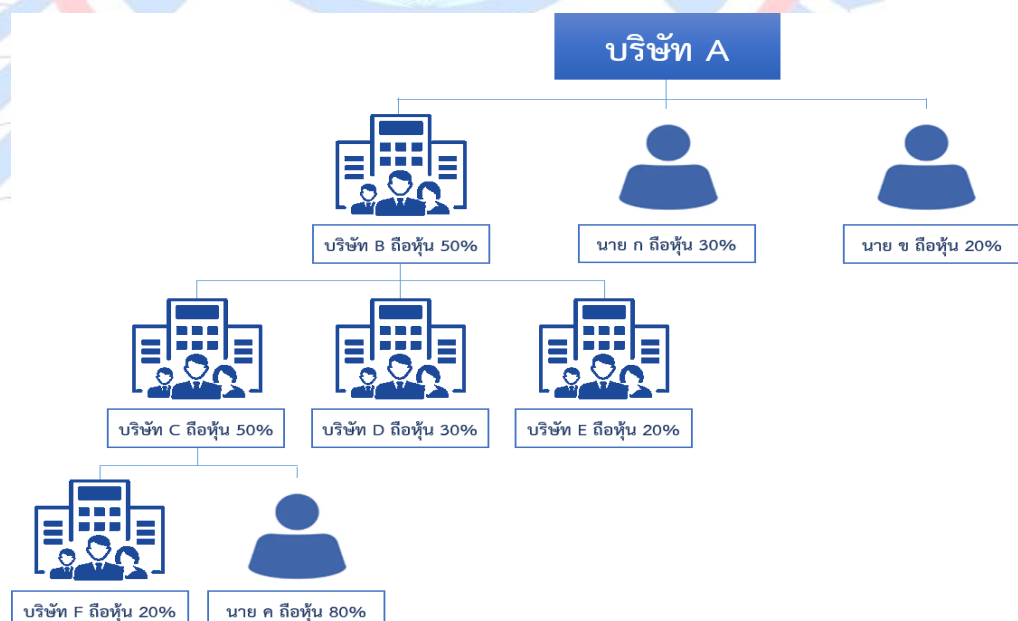 บริษัท A
บริษัท B ถือหุ้น 50%
นาย ก ถือหุ้น 30%
นาย ข ถือหุ้น 20%
บริษัท C ถือหุ้น 50%
บริษัท D ถือหุ้น 30%
บริษัท E ถือหุ้น 20%
บริษัท F ถือหุ้น 20%
นาย ค ถือหุ้น 80%